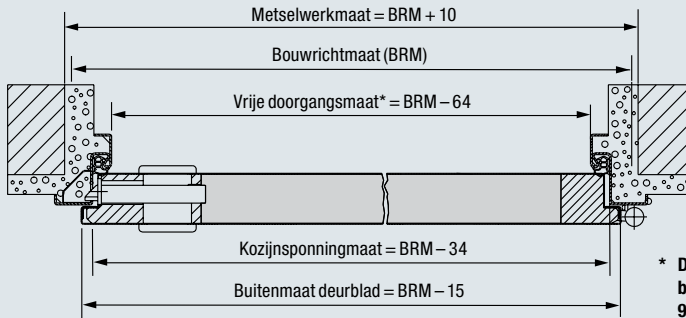 Metselwerkmaat = BRM + 10
Bouwrichtmaat (BRM)
Vrije doorgangsmaat* = BRM – 64
Kozijnsponningmaat = BRM – 34
Buitenmaat deurblad = BRM – 15
* D
b
9